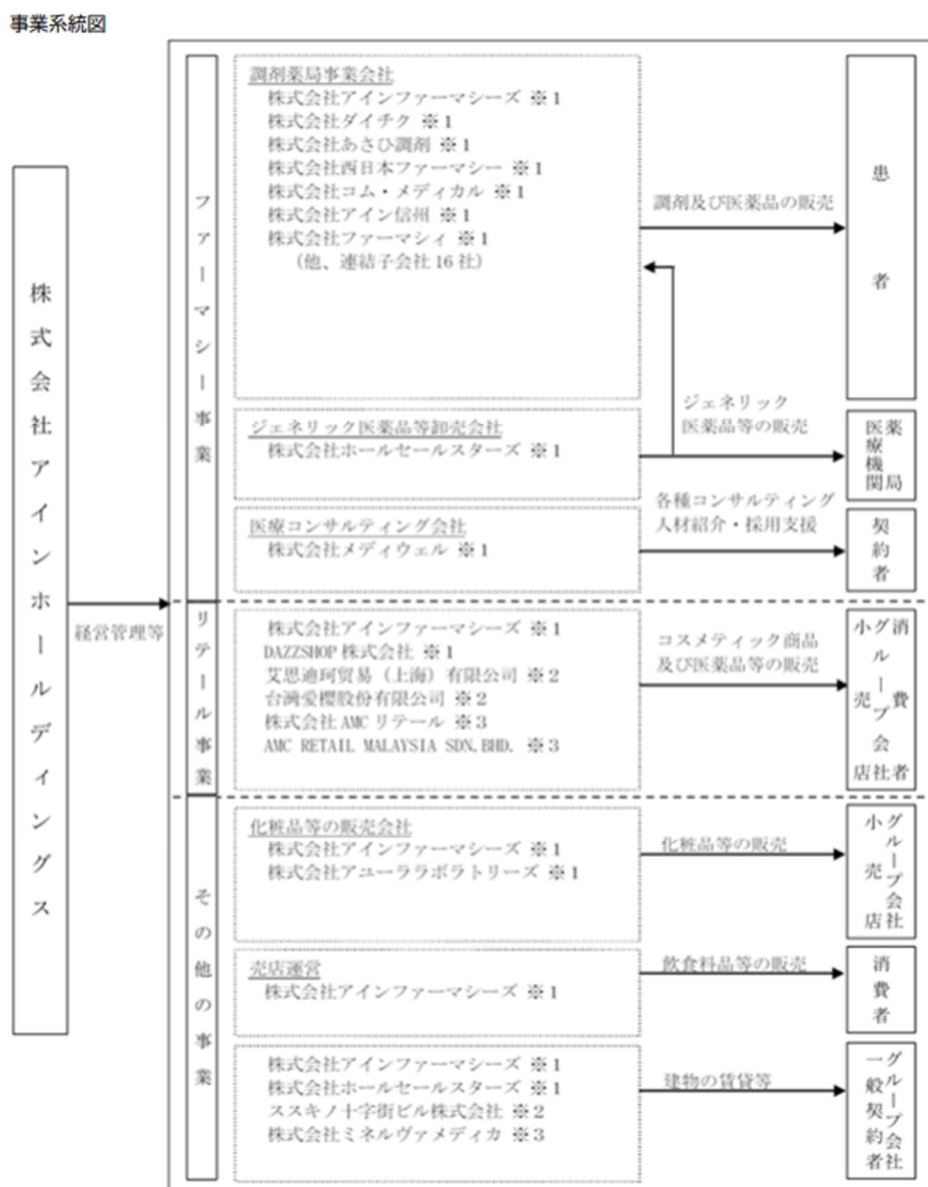 事業系統図
株式会社アインホールディングス
経営管理等
ファーマシー事業
調剤薬局事業会社
株式会社アインファーマシーズ ※1
株式会社ダイチク ※1
株式会社あさひ調剤 ※1
株式会社西日本ファーマシー ※1
株式会社コム・メディカル ※1
株式会社アイン信州 ※1
株式会社ファーマシィ ※1
(他、連結子会社16社)
調剤及び医薬品の販売
患者
ジェネリック医薬品等卸売会社
株式会社ホールセールスターズ ※1
ジェネリック
医薬品等の販売
薬局
医療機関
医療コンサルティング会社
株式会社メディウェル ※1
各種コンサルティング
人材紹介・採用支援
契約者
リテール事業
株式会社アインファーマシーズ ※1
DAZZSHOP株式会社 ※1
艾思迪珂贸易(上海)有限公司 ※2
台灣愛櫻股份有限公司 ※2
株式会社AMCリテール ※3
AMC RETAIL MALAYSIA SDN.BHD. ※3
コスメティック商品
及び医薬品等の販売
消費者
グループ会社
小売店
その他の事業
化粧品等の販売会社
株式会社アインファーマシーズ ※1
株式会社アユーララボラトリーズ ※1
化粧品等の販売
グループ会社
小売店
売店運営
株式会社アインファーマシーズ ※1
飲食料品等の販売
消費者
株式会社アインファーマシーズ ※1
株式会社ホールセールスターズ ※1
ススキノ十字街ビル株式会社 ※2
株式会社ミネルヴァメディカ ※3
建物の賃貸等
グループ会社
一般契約者